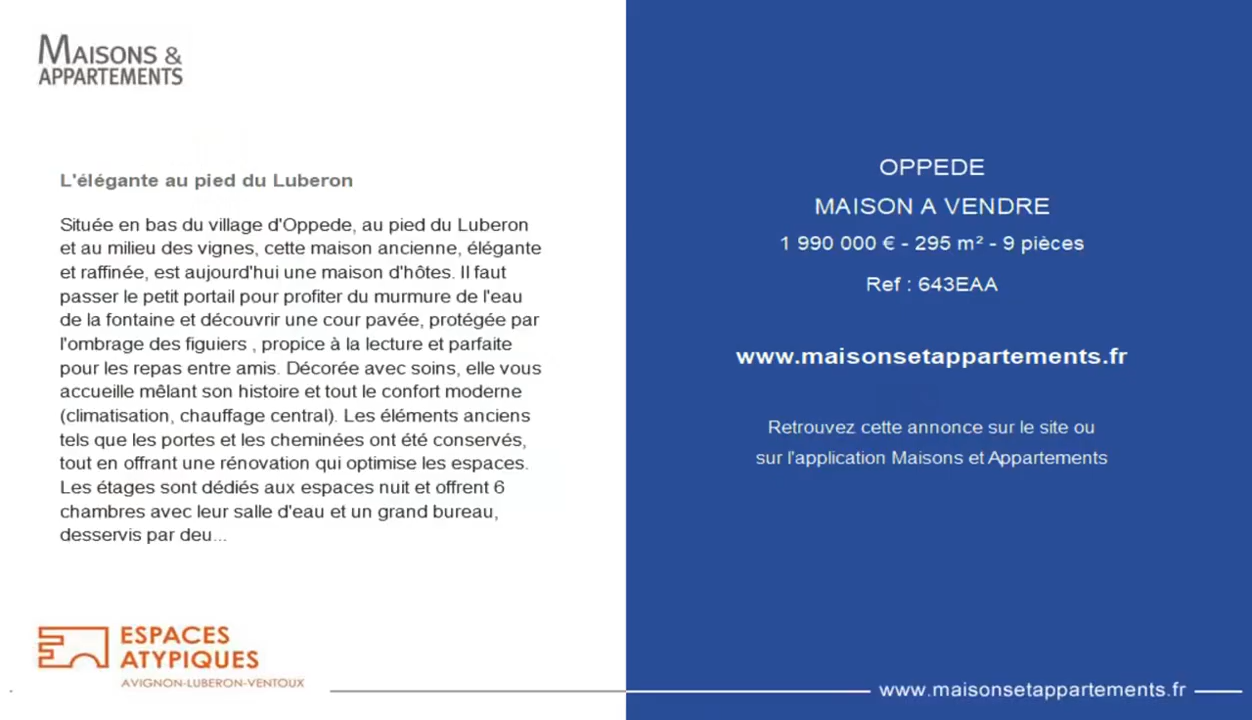 MAISONS &
APPARTEMENTS
L'élégante au pied du Luberon
Située en bas du village d'Oppede, au pied du Luberon
et au milieu des vignes, cette maison ancienne, élégante
et raffinée, est aujourd'hui une maison d'hôtes. Il faut
passer le petit portail pour profiter du murmure de l'eau
de la fontaine et découvrir une cour pavée, protégée par
l'ombrage des figuiers , propice à la lecture et parfaite
pour les repas entre amis. Décorée avec soins, elle vous
accueille mêlant son histoire et tout le confort moderne
(climatisation, chauffage central). Les éléments anciens
tels que les portes et les cheminées ont été conservés,
tout en offrant une rénovation qui optimise les espaces.
Les étages sont dédiés aux espaces nuit et offrent 6
chambres avec leur salle d'eau et un grand bureau,
desservis par deu...
ESPACES
ATYPIQUES
AVIGNON-LUBERON-VENTOUX
OPPEDE
MAISON A VENDRE
1 990 000 € - 295 m² - 9 pièces
Ref : 643EAA
www.maisonsetappartements.fr
Retrouvez cette annonce sur le site ou
sur l'application Maisons et Appartements
www.maisonsetappartements.fr